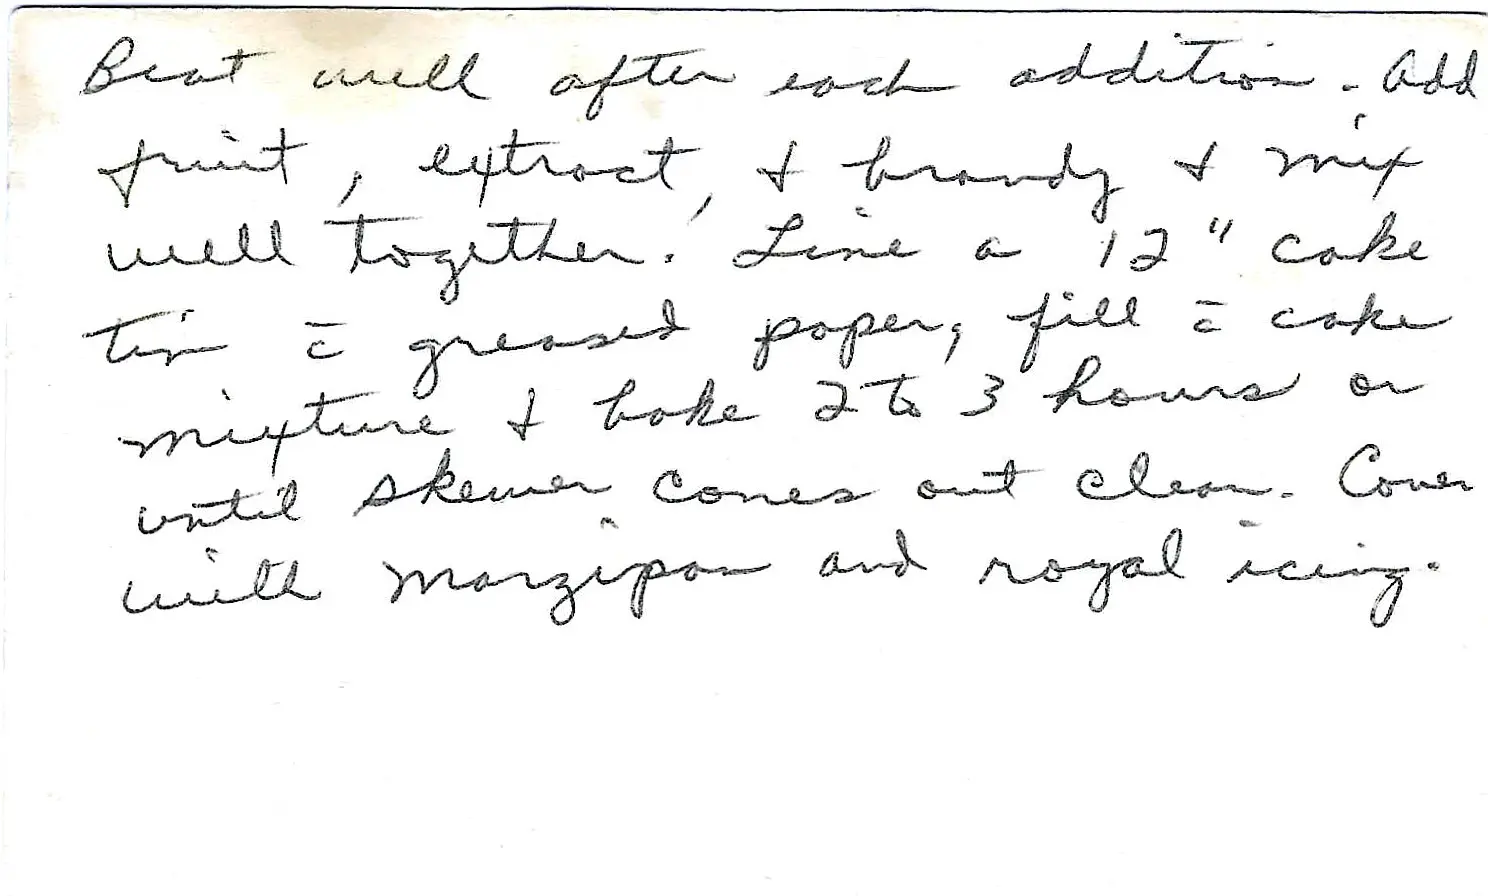 Beat well after each addition. Add
fruit, extract, & brandy & mix
well together. Line a 12" cake
tin c̄ greased paper, fill c̄ cake
mixture & bake 2 to 3 hours or
until skewer comes out clean. Cover
with marzipan and royal icing.